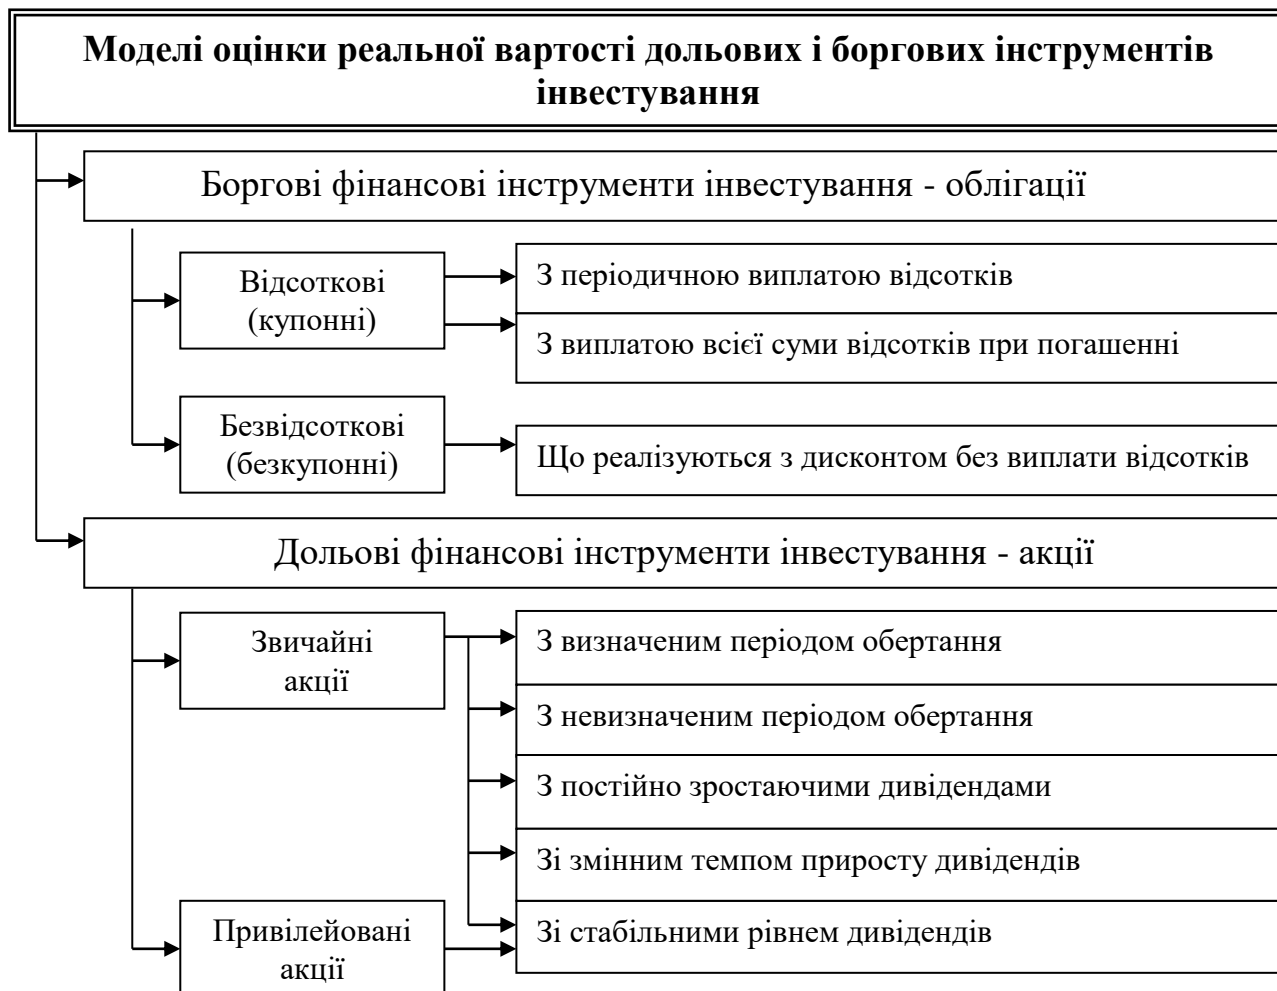 Моделі оцінки реальної вартості дольових і боргових інструментів
інвестування
Боргові фінансові інструменти інвестування - облігації
Відсоткові
(купонні)
З періодичною виплатою відсотків
З виплатою всієї суми відсотків при погашенні
Безвідсоткові
(безкупонні)
Що реалізуються з дисконтом без виплати відсотків
Дольові фінансові інструменти інвестування - акції
Звичайні
акції
З визначеним періодом обертання
З невизначеним періодом обертання
З постійно зростаючими дивідендами
Зі змінним темпом приросту дивідендів
Привілейовані
акції
Зі стабільними рівнем дивідендів